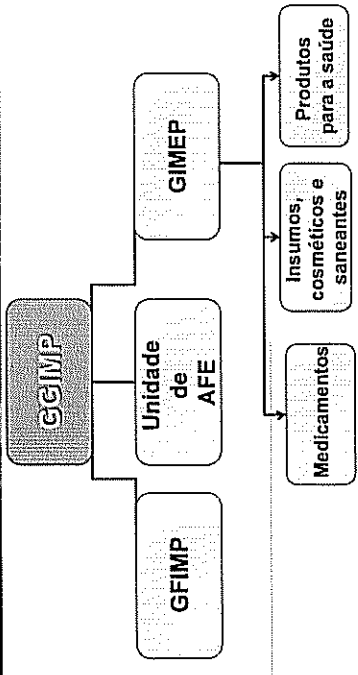 GGIMP
GFIMP
Unidade
de
AFE
GIMEP
Medicamentos
Insumos,
cosméticos e
saneantes
Produtos
para a saúde